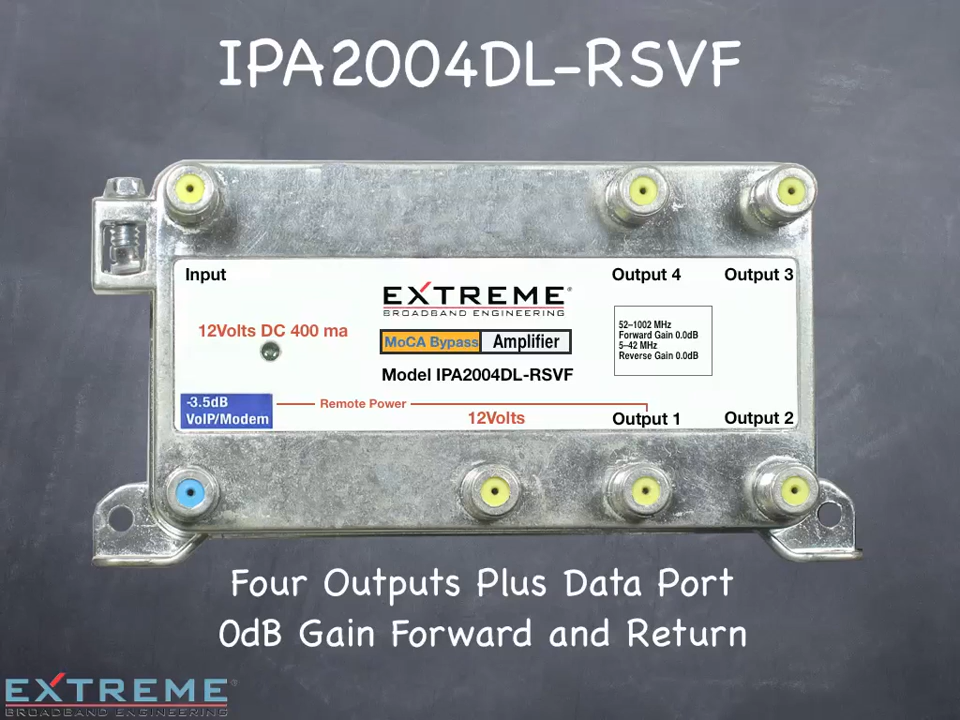 IPA2004DL-RSVF
Input
Output 4
Output 3
EXTREME
BROADBAND ENGINEERING
12Volts DC 400 ma
MoCA Bypass Amplifier
52–1002 MHz
Forward Gain 0.0dB
5–42 MHz
Reverse Gain 0.0dB
Model IPA2004DL-RSVF
-3.5dB
VoIP/Modem
Remote Power
12Volts
Output 1
Output 2
Four Outputs Plus Data Port
0dB Gain Forward and Return
EXTREME
BROADBAND ENGINEERING